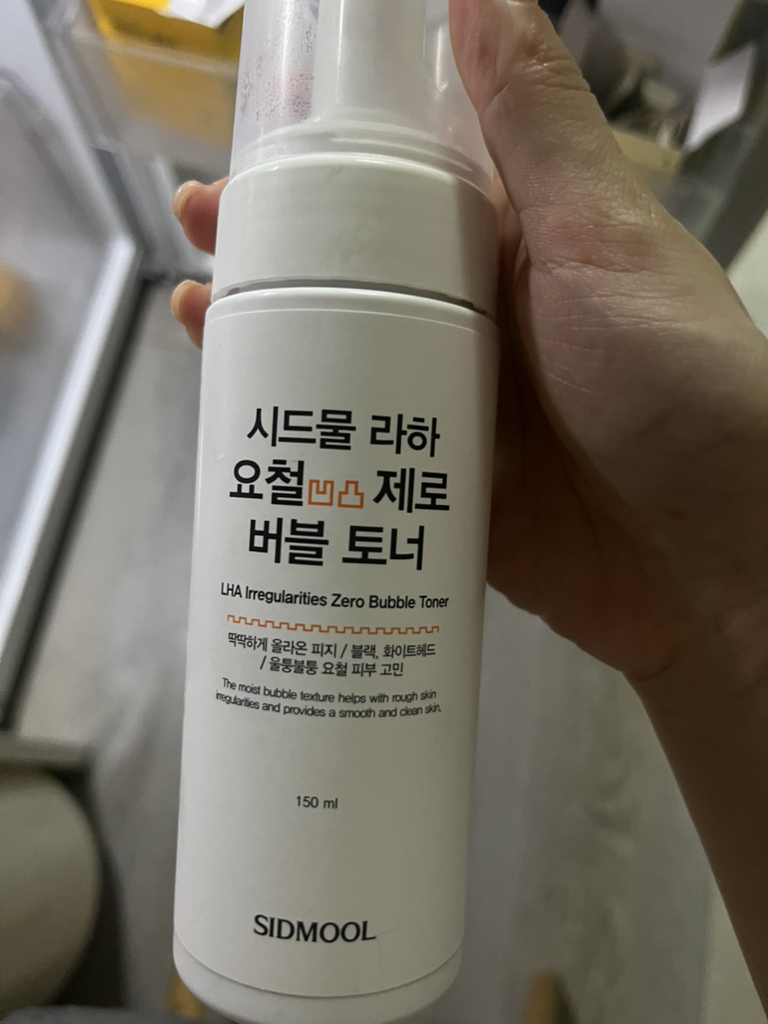 시드물 라하
요철凹凸 제로
버블 토너
LHA Irregularities Zero Bubble Toner
딱딱하게 올라온 피지 / 블랙, 화이트헤드
/ 울퉁불퉁 요철 피부 고민
The moist bubble texture helps with rough skin
irregularities and provides a smooth and clean skin.
150 ml
SIDMOOL